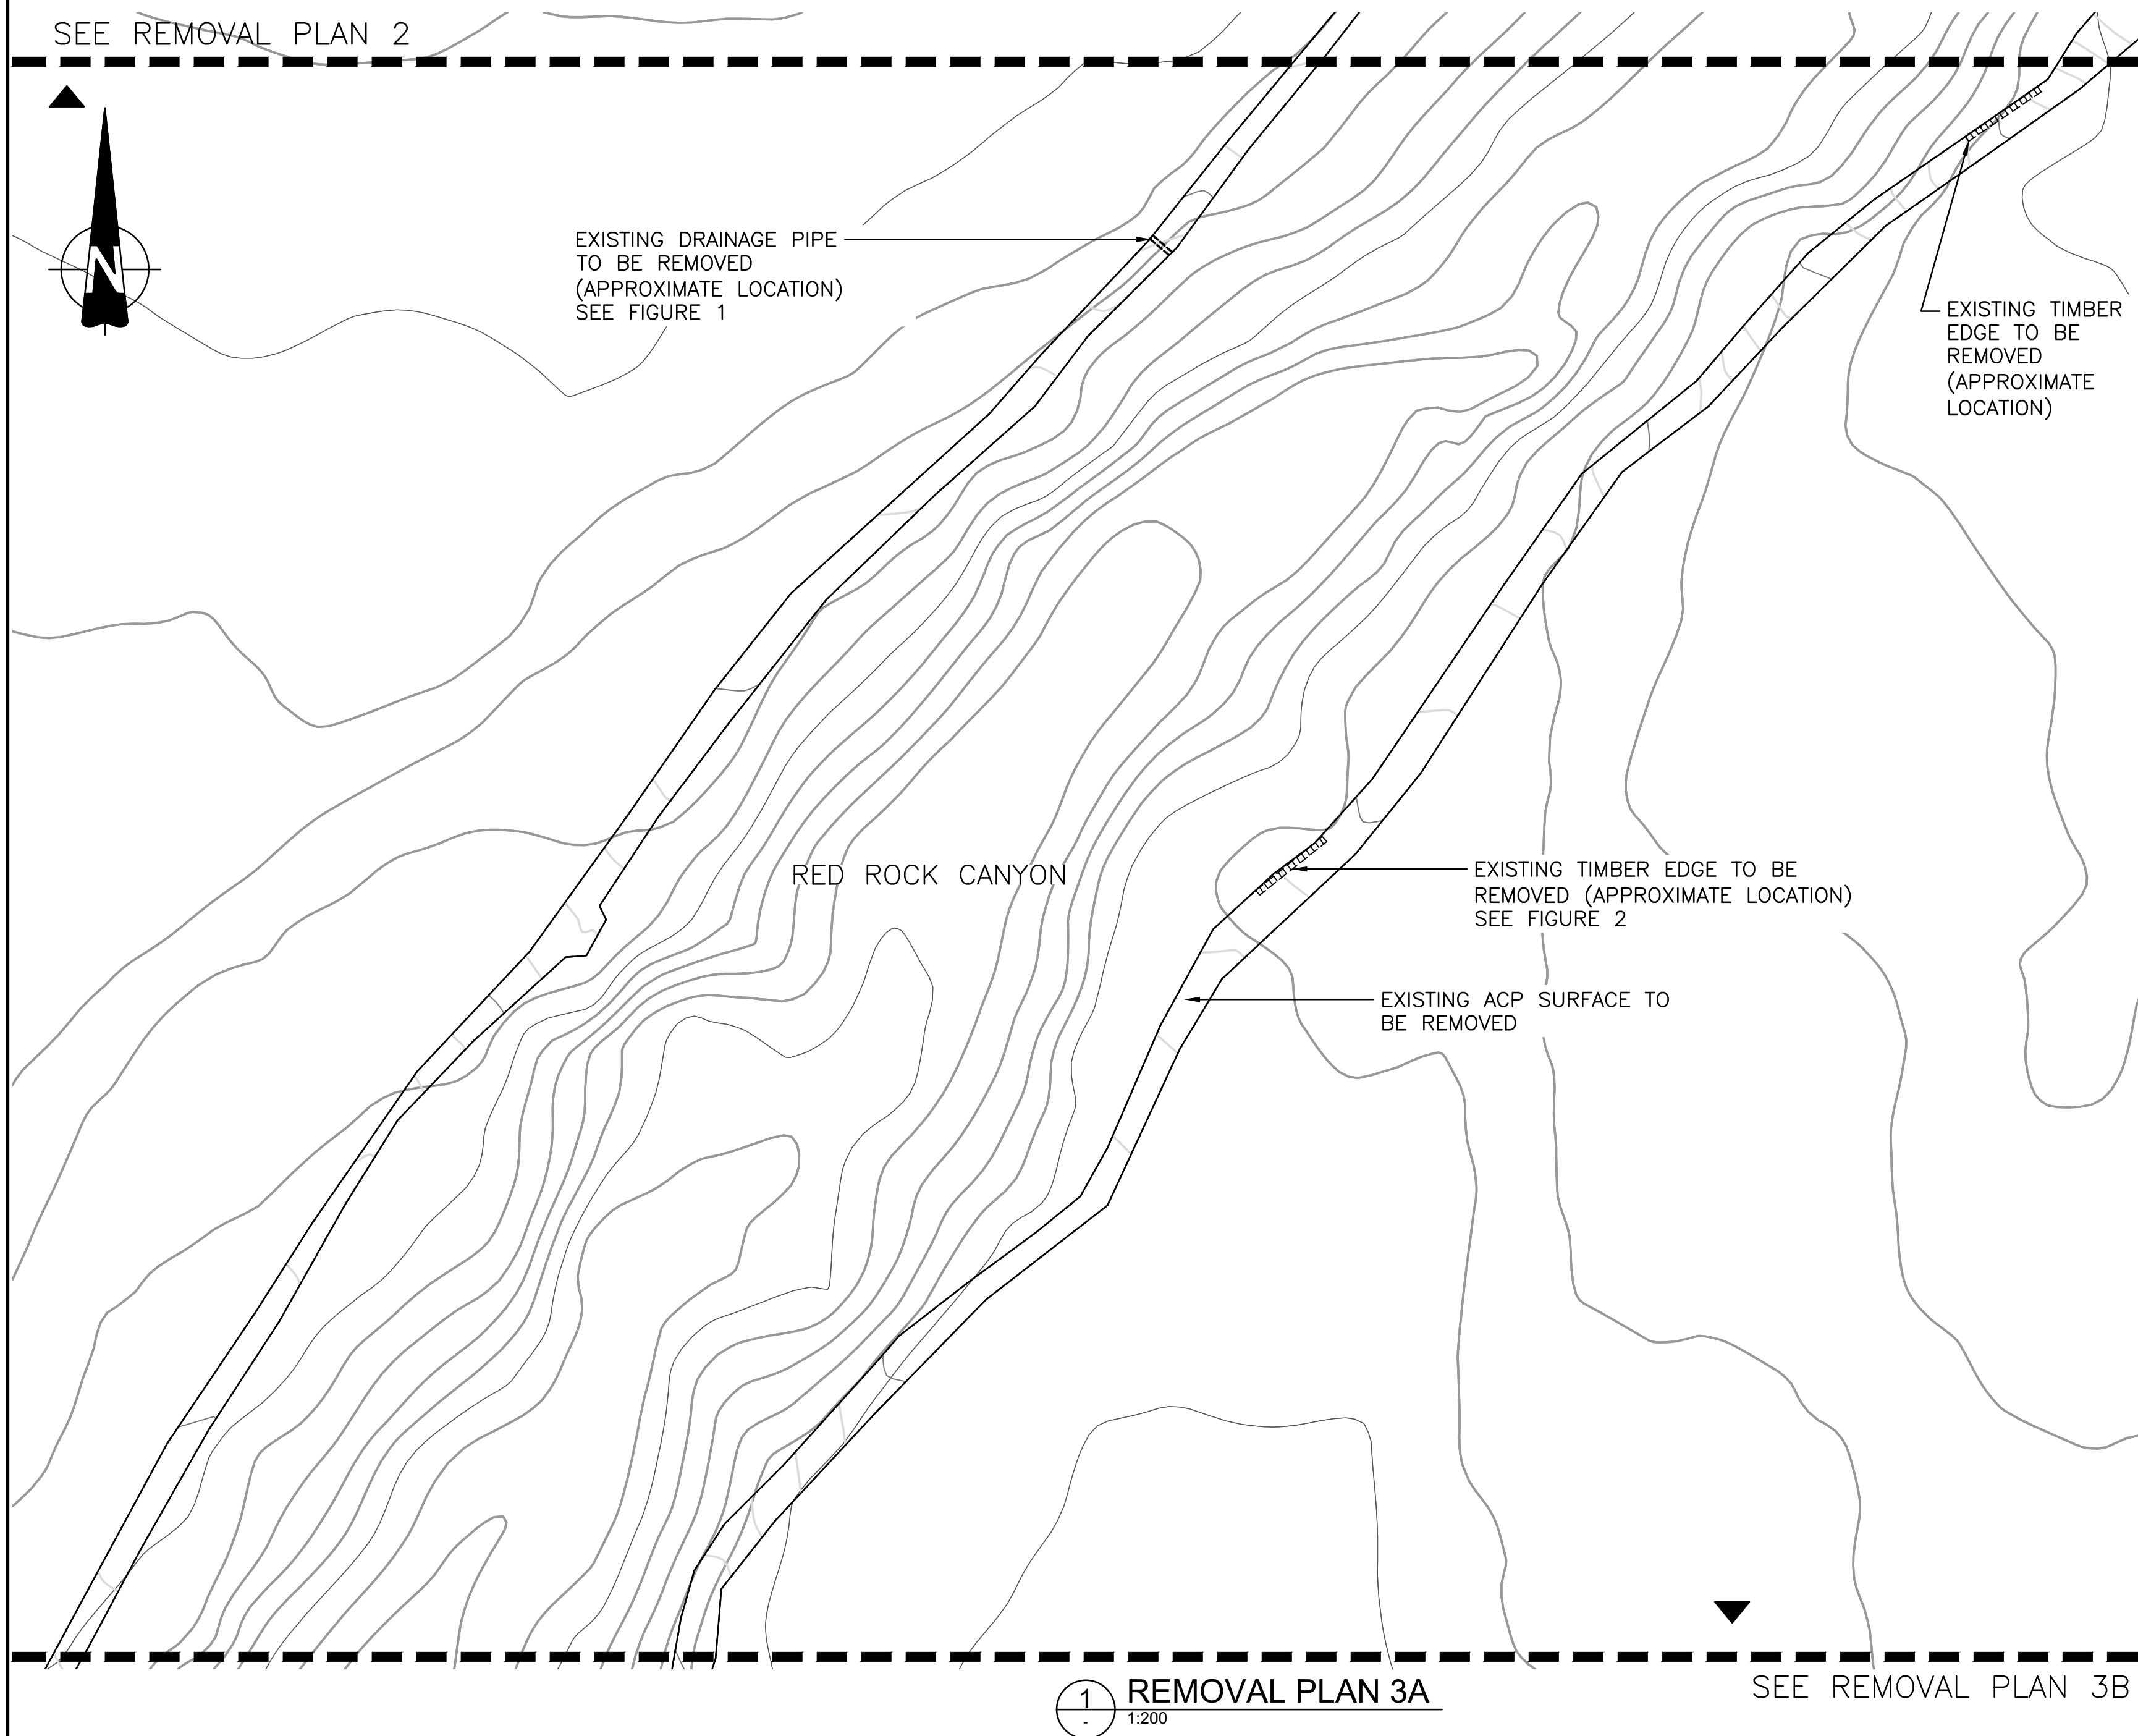 SEE REMOVAL PLAN 2
N
EXISTING DRAINAGE PIPE
TO BE REMOVED
(APPROXIMATE LOCATION)
SEE FIGURE 1
EXISTING TIMBER
EDGE TO BE
REMOVED
(APPROXIMATE
LOCATION)
RED ROCK CANYON
EXISTING TIMBER EDGE TO BE
REMOVED (APPROXIMATE LOCATION)
SEE FIGURE 2
EXISTING ACP SURFACE TO
BE REMOVED
1
-
REMOVAL PLAN 3A
1:200
SEE REMOVAL PLAN 3B